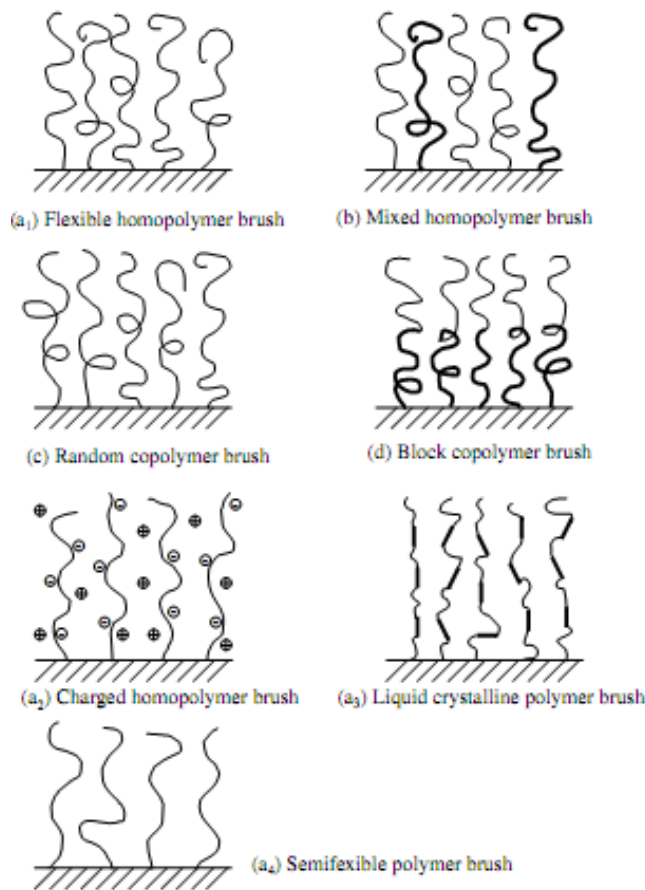 (a₁) Flexible homopolymer brush
(b) Mixed homopolymer brush
(c) Random copolymer brush
(d) Block copolymer brush
(a₂) Charged homopolymer brush
(a₃) Liquid crystalline polymer brush
(a₄) Semifexible polymer brush